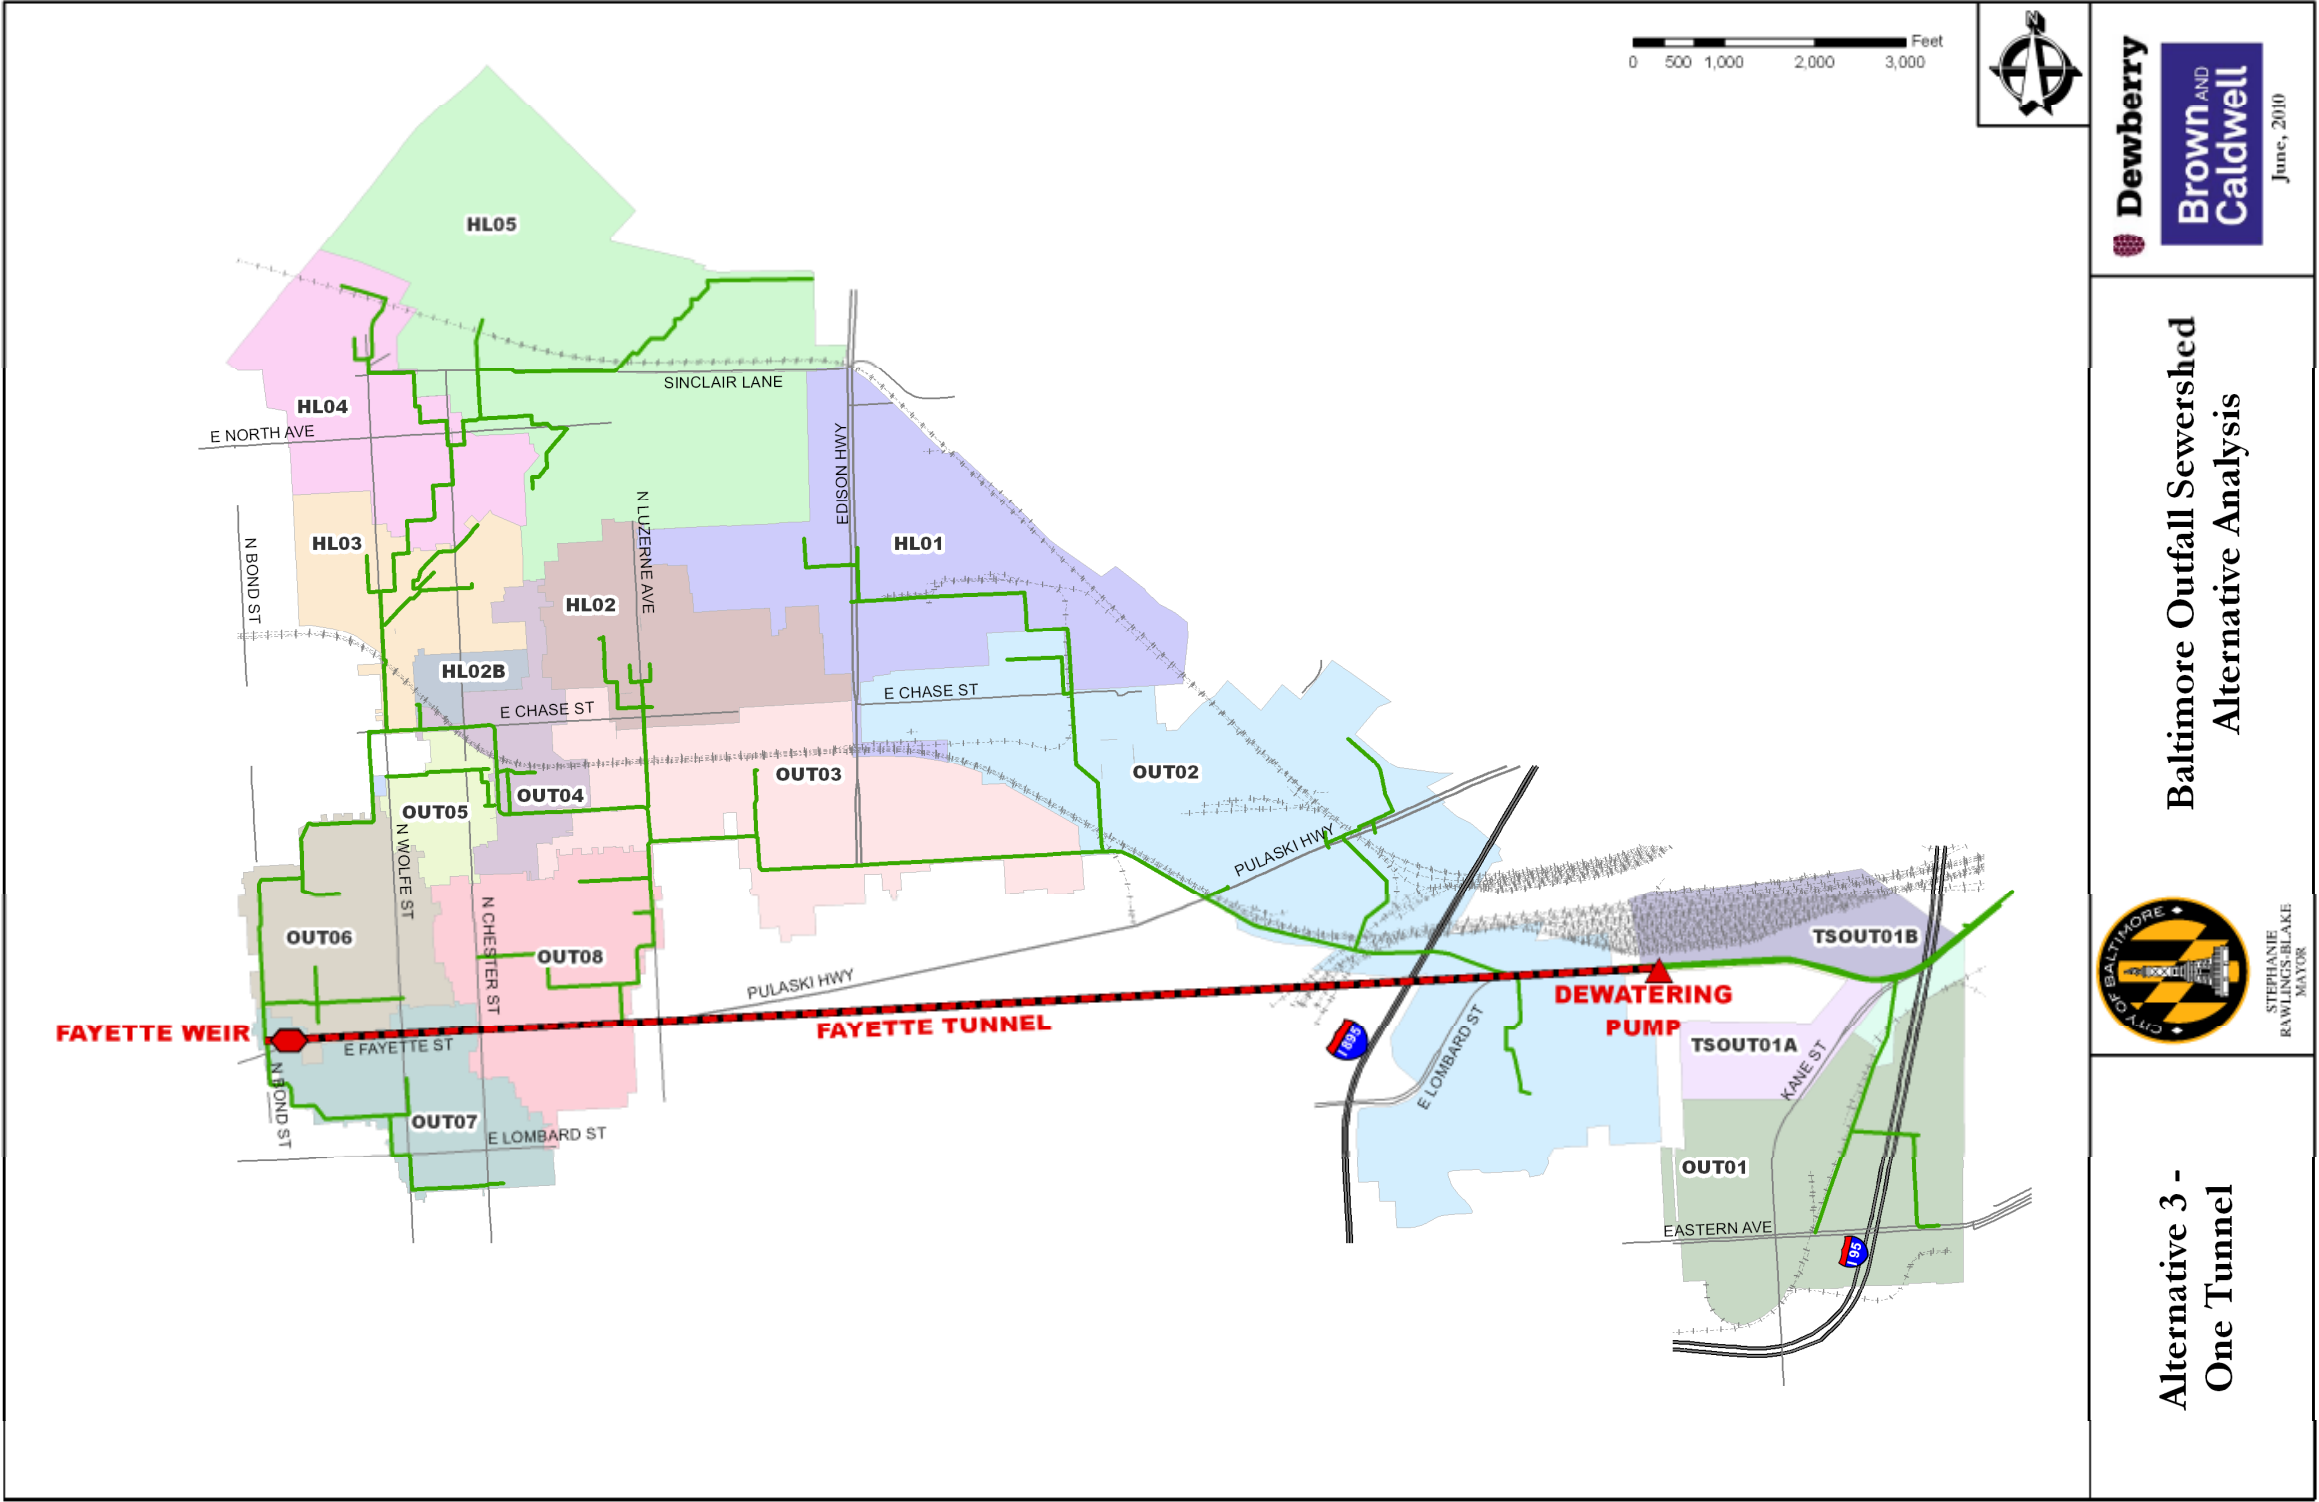 Feet
0 500 1,000 2,000 3,000
N
Dewberry
Brown AND
Caldwell
June, 2010
Baltimore Outfall Sewershed
Alternative Analysis
CITY OF BALTIMORE
STEPHANIE
RAWLINGS-BLAKE
MAYOR
Alternative 3 -
One Tunnel
HL05
SINCLAIR LANE
HL04
E NORTH AVE
EDISON HWY
N LUZERNE AVE
N BOND ST
HL03
HL01
HL02
HL02B
E CHASE ST
E CHASE ST
OUT03
OUT02
OUT04
OUT05
N WOLFE ST
PULASKI HWY
N CHESTER ST
OUT06
OUT08
TSOUT01B
PULASKI HWY
DEWATERING
PUMP
FAYETTE WEIR
FAYETTE TUNNEL
E FAYETTE ST
I 895
E LOMBARD ST
TSOUT01A
KANE ST
N BOND ST
OUT07
E LOMBARD ST
OUT01
EASTERN AVE
I 95